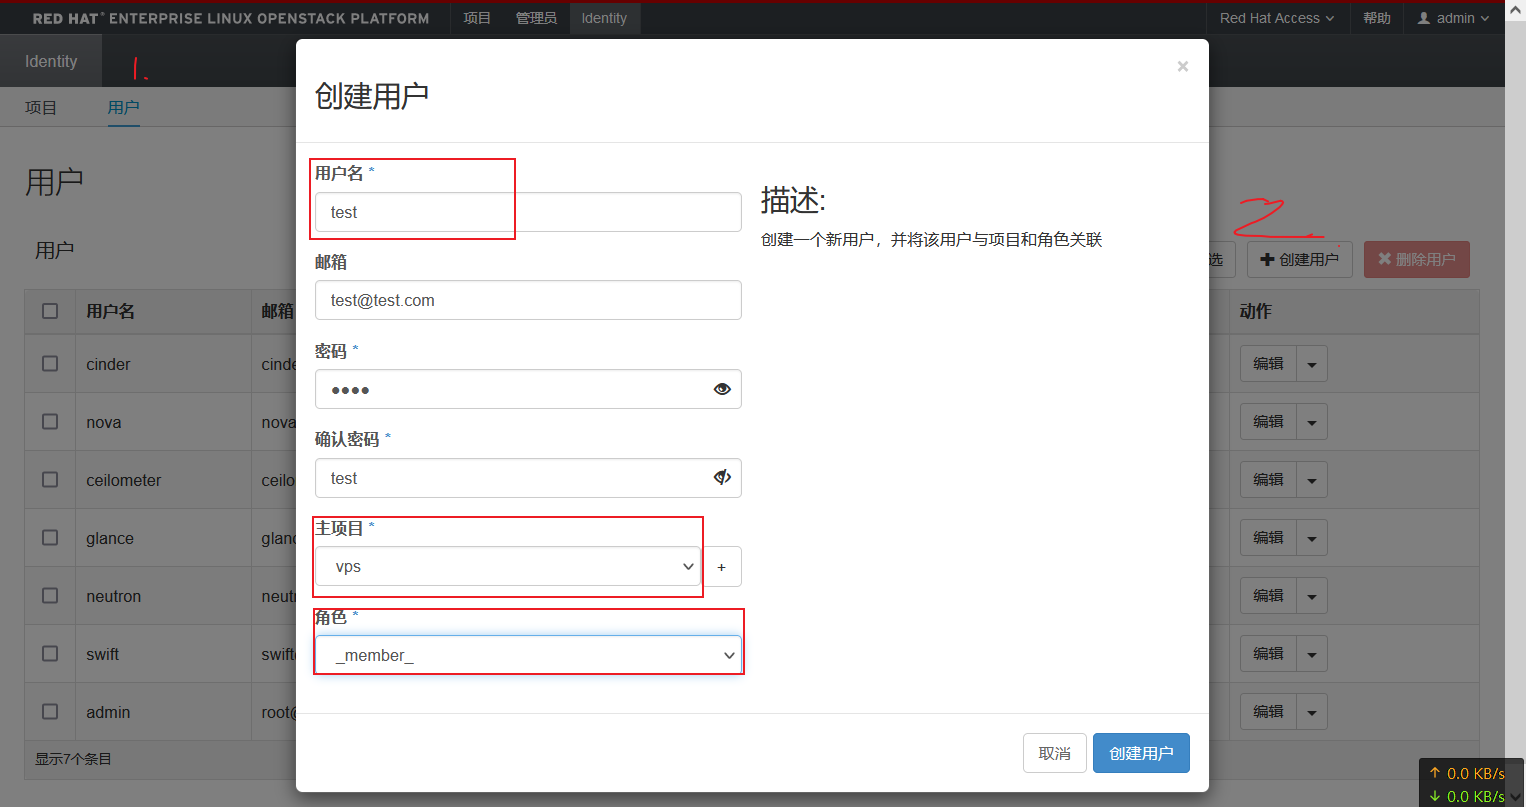 RED HAT® ENTERPRISE LINUX OPENSTACK PLATFORM 项目 管理员 Identity Red Hat Access 帮助 admin
Identity
1.
项目 用户
用户
用户
2
选 创建用户 删除用户
用户名 邮箱 动作
cinder cinde 编辑
nova nova 编辑
ceilometer ceilo 编辑
glance glanc 编辑
neutron neutr 编辑
swift swift 编辑
admin root@ 编辑
显示7个条目
×
创建用户
用户名 *
test
邮箱
test@test.com
密码 *
••••
确认密码 *
test
主项目 *
vps +
角色 *
_member_
描述:
创建一个新用户，并将该用户与项目和角色关联
取消 创建用户
↑ 0.0 KB/s
↓ 0.0 KB/s